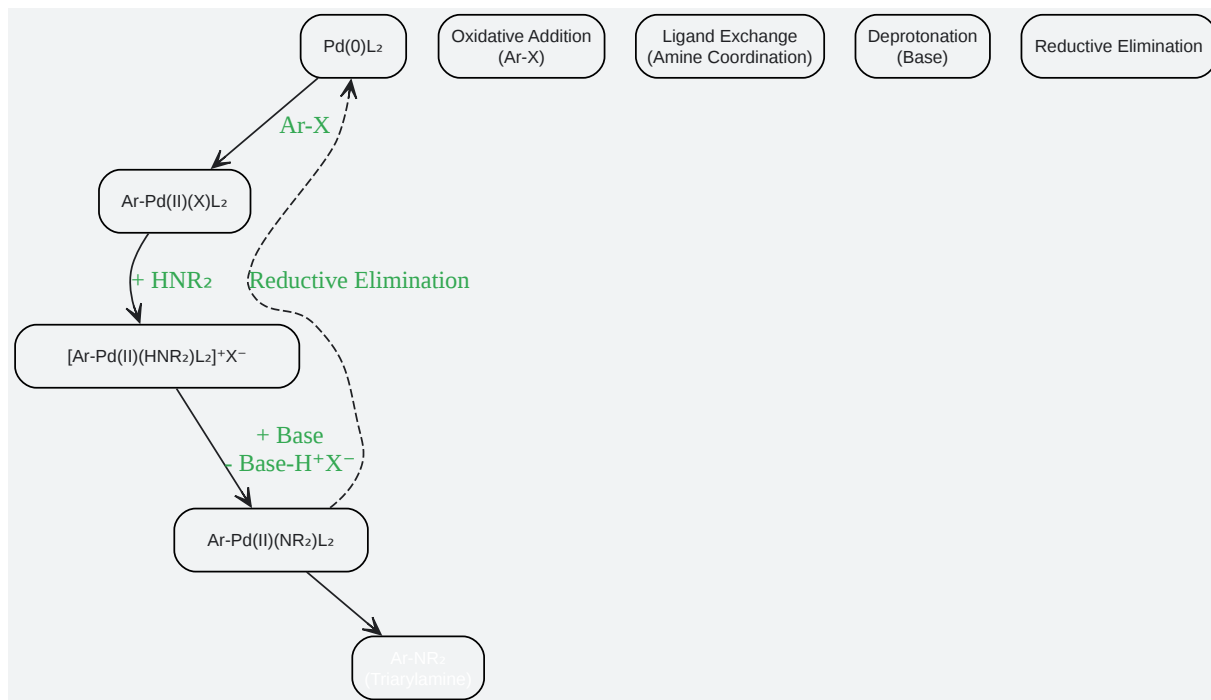 Pd(0)L₂
Oxidative Addition
(Ar-X)
Ligand Exchange
(Amine Coordination)
Deprotonation
(Base)
Reductive Elimination
Ar-X
Ar-Pd(II)(X)L₂
+ HNR₂
Reductive Elimination
[Ar-Pd(II)(HNR₂)L₂]⁺X⁻
+ Base
- Base-H⁺X⁻
Ar-Pd(II)(NR₂)L₂
Ar-NR₂
(Triarylamine)